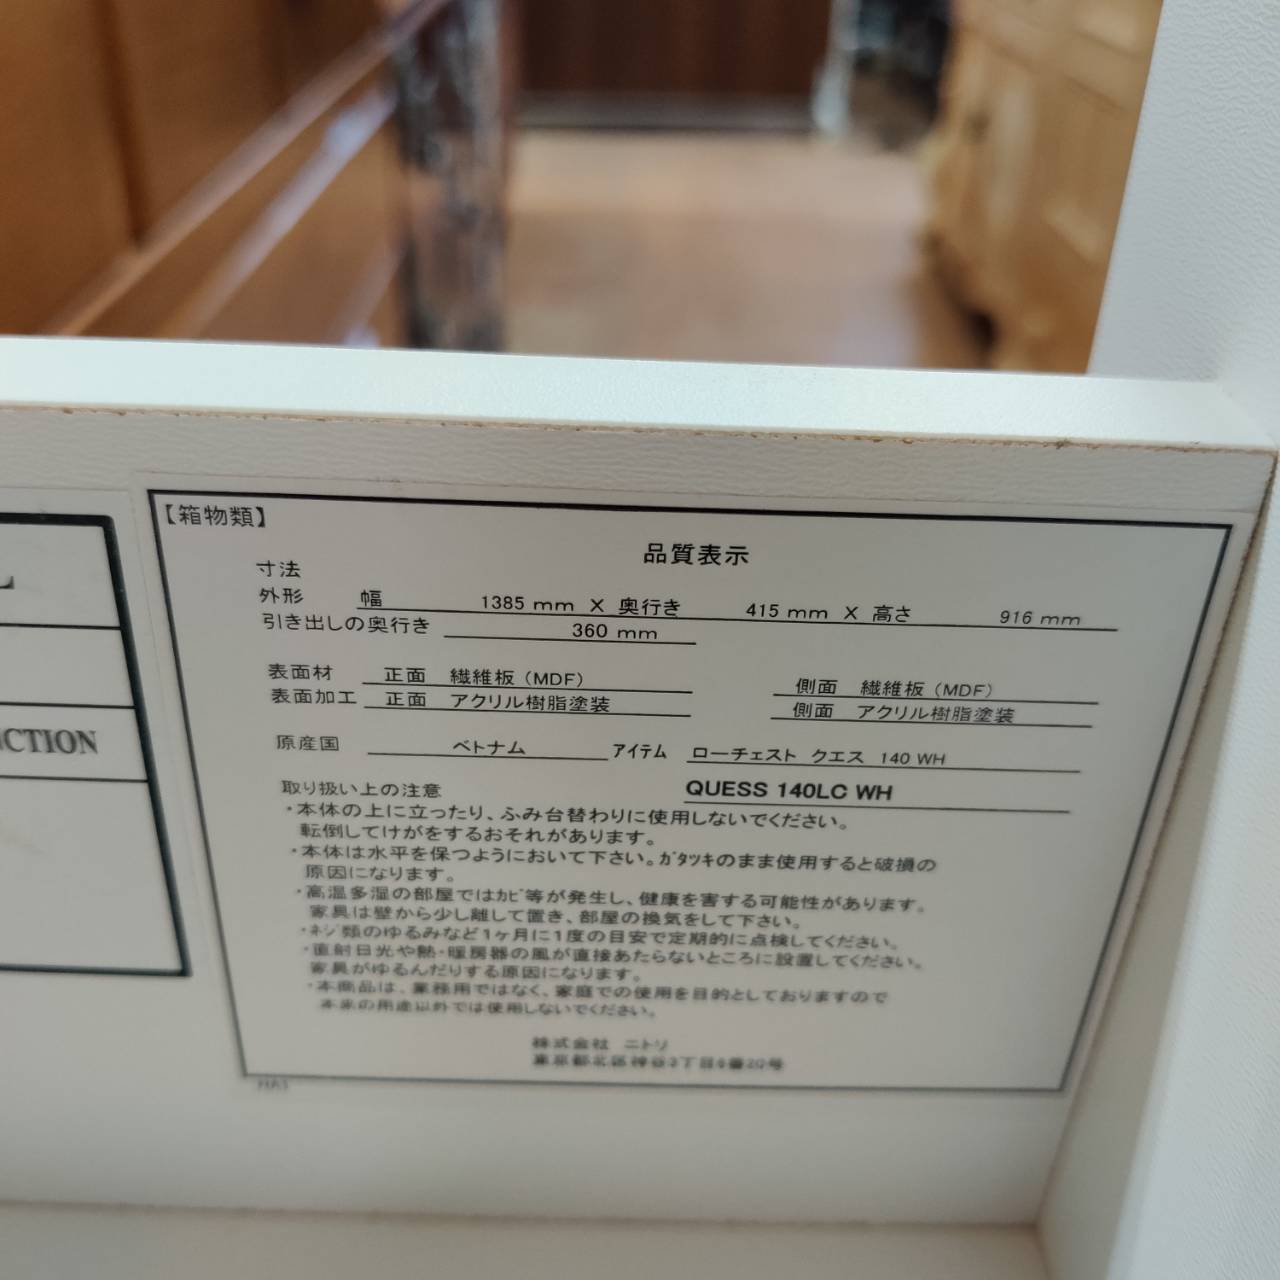 L
CTION
【箱物類】
品質表示
寸法
外形 幅 1385 mm X 奥行き 415 mm X 高さ 916 mm
引き出しの奥行き 360 mm
表面材 正面 繊維板 (MDF) 側面 繊維板 (MDF)
表面加工 正面 アクリル樹脂塗装 側面 アクリル樹脂塗装
原産国 ベトナム アイテム ローチェスト クエス 140 WH
QUESS 140LC WH
取り扱い上の注意
・本体の上に立ったり、ふみ台替わりに使用しないでください。
転倒してけがをするおそれがあります。
・本体は水平を保つようにおいて下さい。ｶﾞﾀﾂｷのまま使用すると破損の
原因になります。
・高温多湿の部屋ではｶﾋﾞ等が発生し、健康を害する可能性があります。
家具は壁から少し離して置き、部屋の換気をして下さい。
・ﾈｼﾞ類のゆるみなど1ヶ月に1度の目安で定期的に点検してください。
・直射日光や熱・暖房器の風が直接あたらないところに設置してください。
家具がゆるんだりする原因になります。
・本商品は、業務用ではなく、家庭での使用を目的としておりますので
本来の用途以外では使用しないでください。
株式会社 ニトリ
東京都北区神谷3丁目6番20号